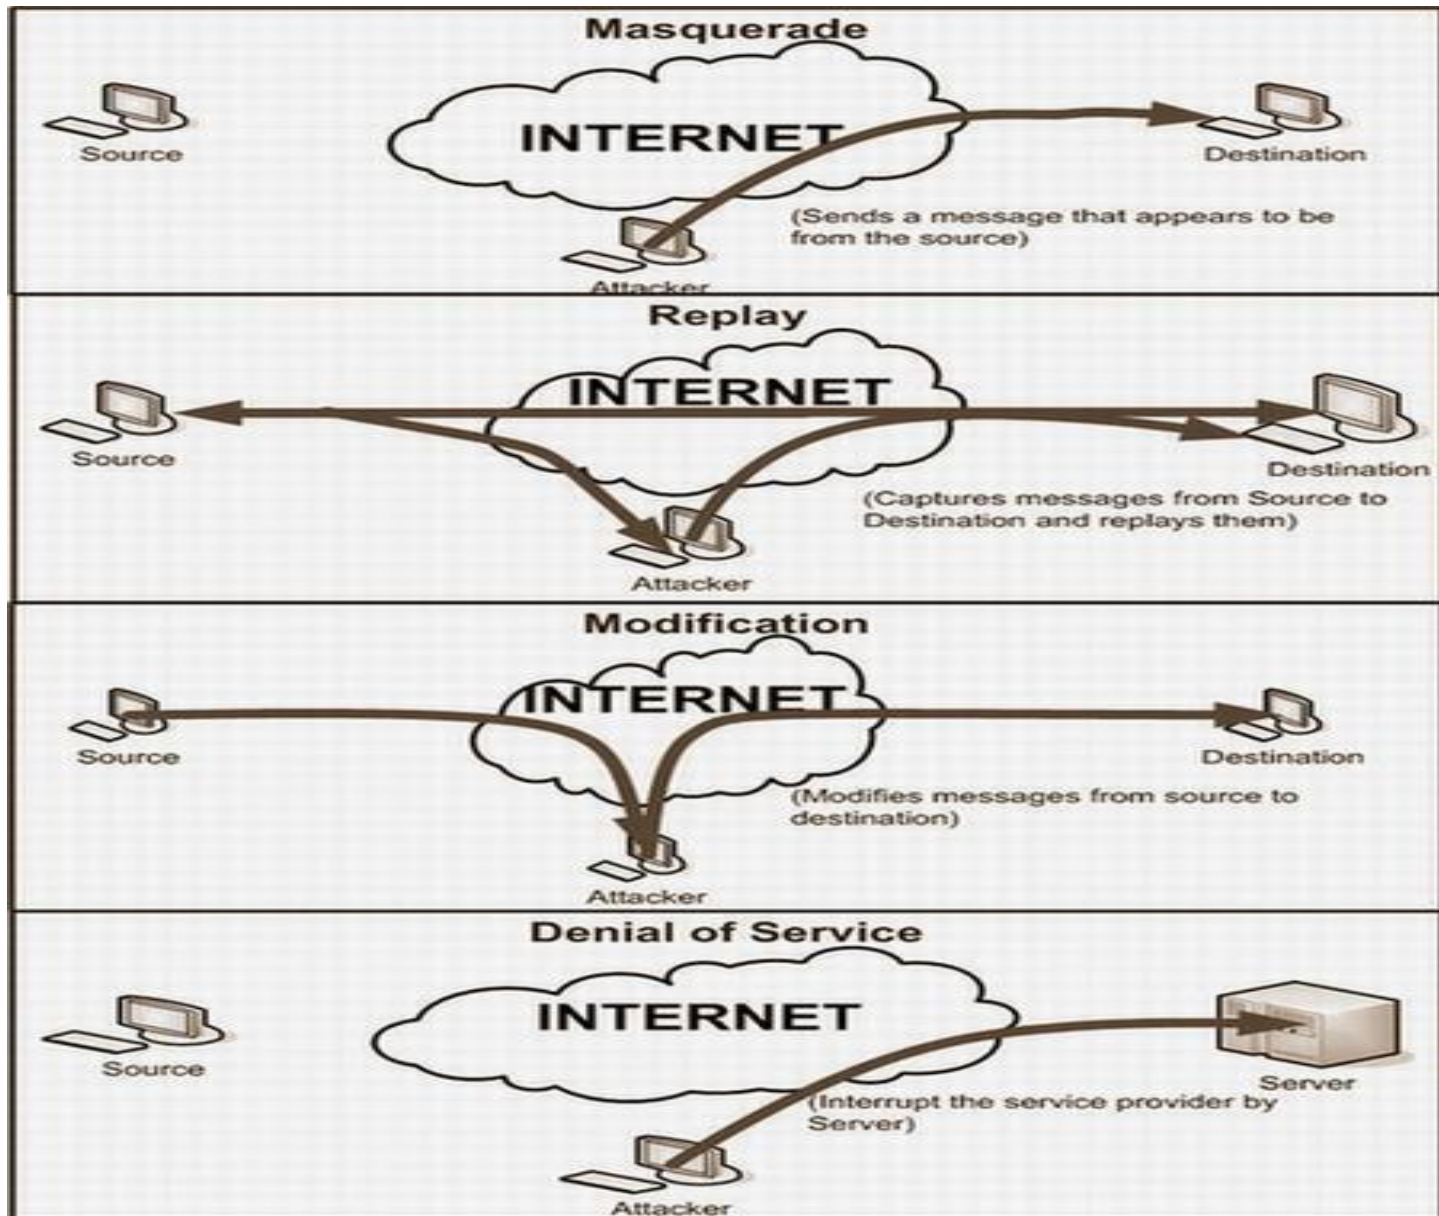 Masquerade
INTERNET
Source
Destination
(Sends a message that appears to be
from the source)
Attacker
Replay
INTERNET
Source
Destination
(Captures messages from Source to
Destination and replays them)
Attacker
Modification
INTERNET
Source
Destination
(Modifies messages from source to
destination)
Attacker
Denial of Service
INTERNET
Source
Server
(Interrupt the service provider by
Server)
Attacker